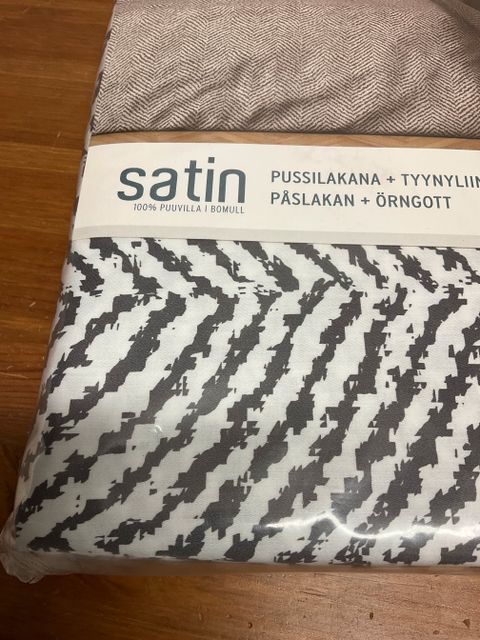 satin
100% PUUVILLA I BOMULL
PUSSILAKANA + TYYNYLIIN
PÅSLAKAN + ÖRNGOTT